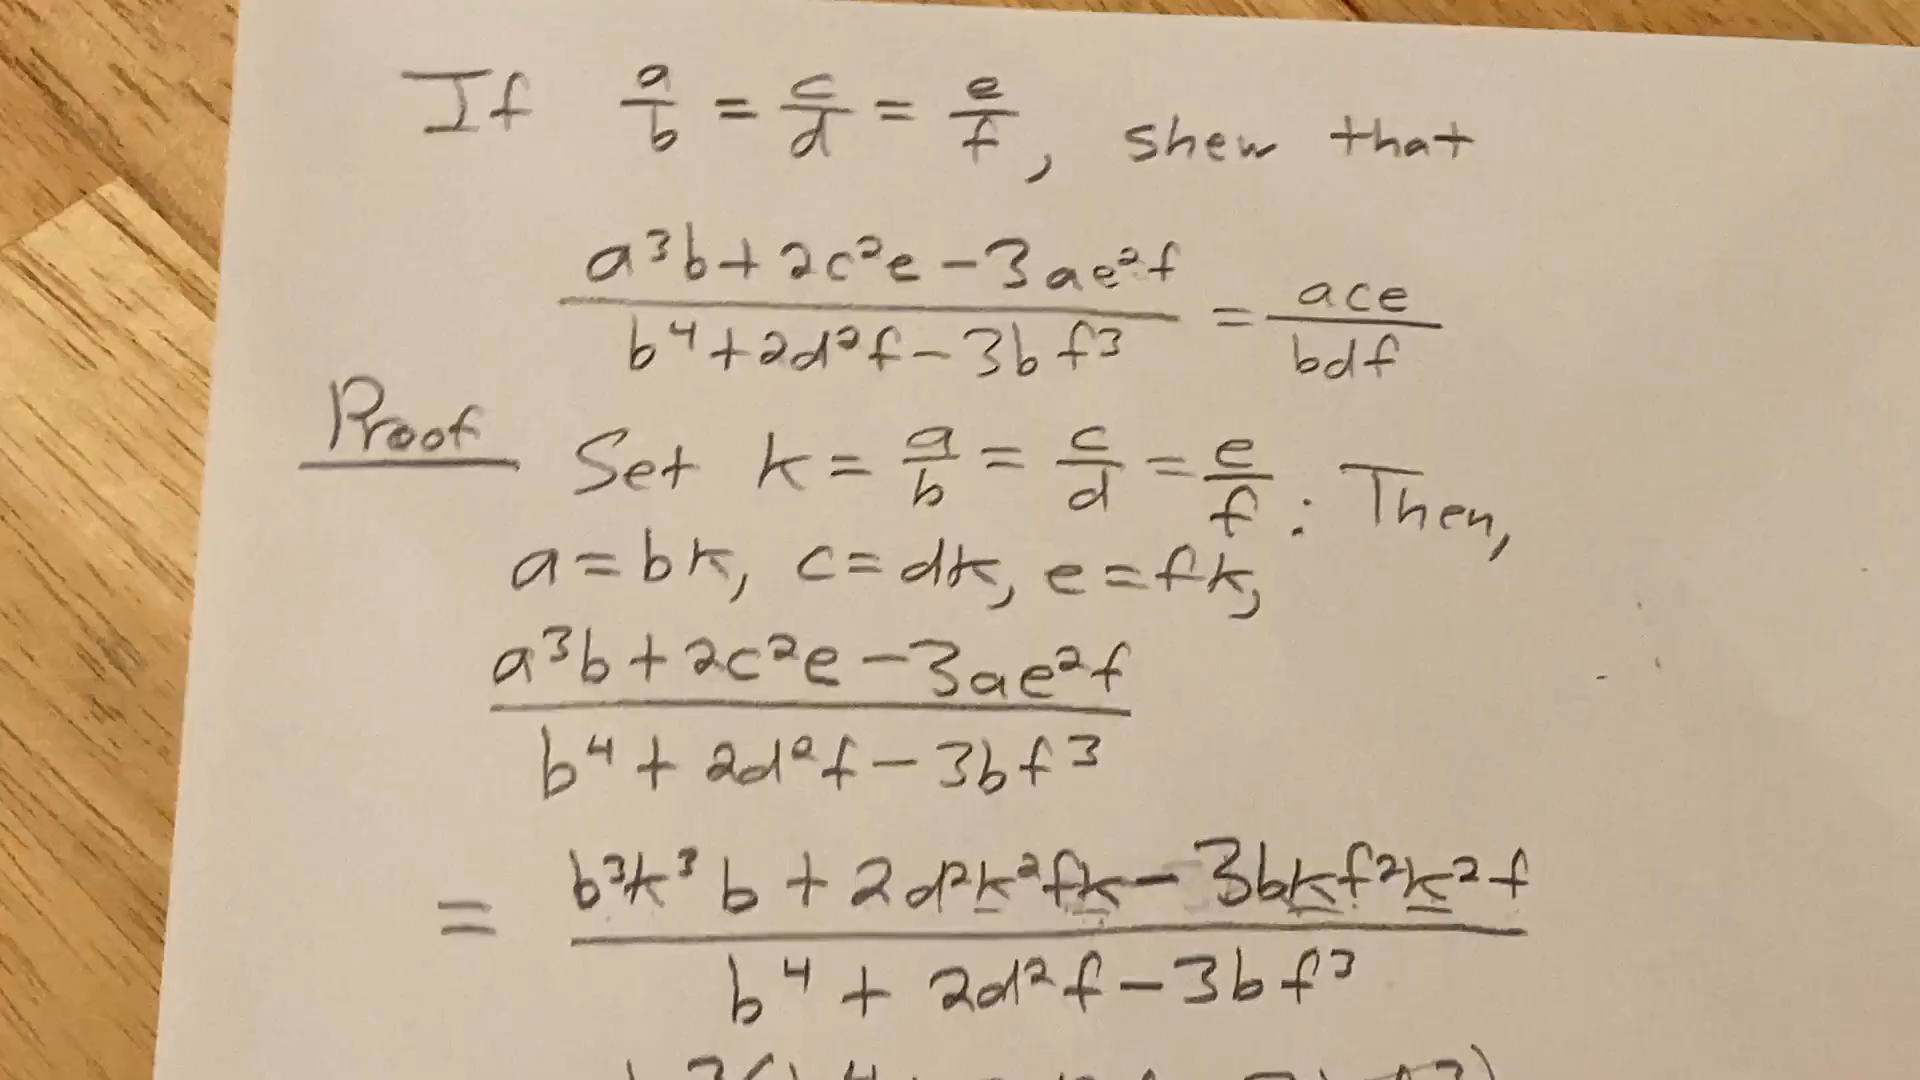 If a/b = c/d = e/f, shew that
(a³b + 2c²e - 3ae²f)/(b⁴ + 2d²f - 3bf³) = ace/bdf
Proof Set k = a/b = c/d = e/f. Then,
a = bk, c = dk, e = fk,
(a³b + 2c²e - 3ae²f)/(b⁴ + 2d²f - 3bf³)
= (b³k³b + 2d²k²fk - 3bkf²k²f)/(b⁴ + 2d²f - 3bf³)